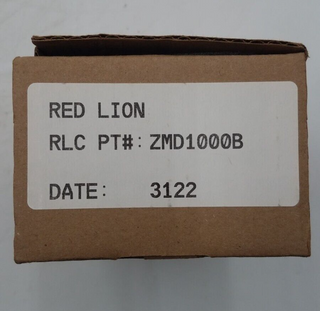 RED LION
RLC PT#: ZMD1000B
DATE: 3122